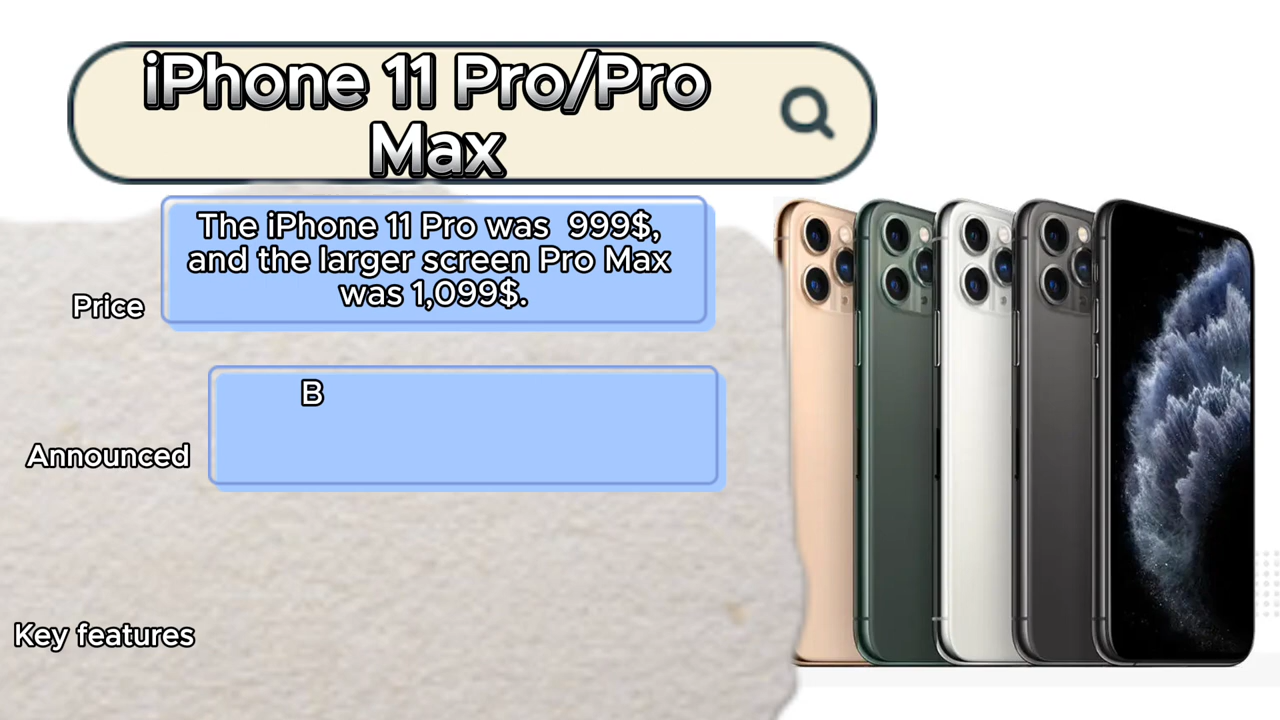 iPhone 11 Pro/Pro
Max
The iPhone 11 Pro was  999$,
and the larger screen Pro Max
was 1,099$.
Price
B
Announced
Key features